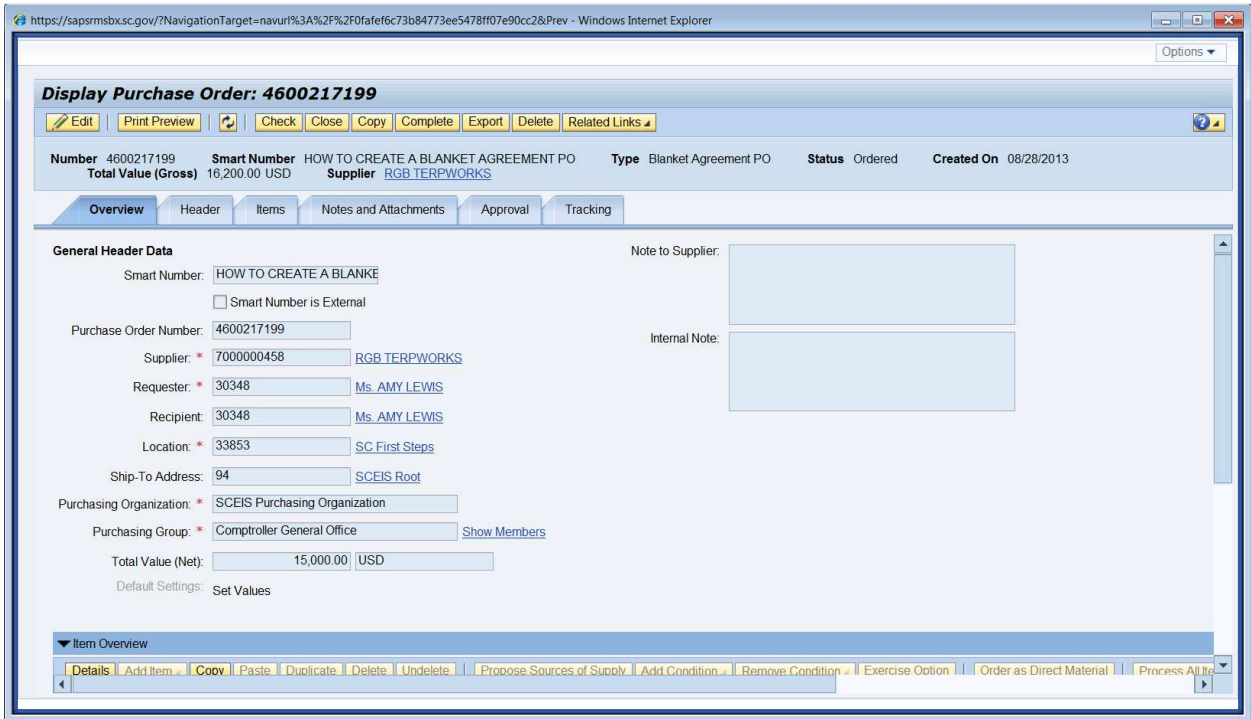 https://sapsrmsbx.sc.gov/?NavigationTarget=navurl%3A%2F%2F0fafef6c73b84773ee5478ff07e90cc2&Prev - Windows Internet Explorer
Options
Display Purchase Order: 4600217199
Edit Print Preview Check Close Copy Complete Export Delete Related Links
Number 4600217199 Smart Number HOW TO CREATE A BLANKET AGREEMENT PO Type Blanket Agreement PO Status Ordered Created On 08/28/2013
Total Value (Gross) 16,200.00 USD Supplier RGB TERPWORKS
Overview Header Items Notes and Attachments Approval Tracking
General Header Data Note to Supplier:
Smart Number: HOW TO CREATE A BLANKE
Smart Number is External
Purchase Order Number: 4600217199
Internal Note:
Supplier: * 7000000458 RGB TERPWORKS
Requester: * 30348 Ms. AMY LEWIS
Recipient: 30348 Ms. AMY LEWIS
Location: * 33853 SC First Steps
Ship-To Address: 94 SCEIS Root
Purchasing Organization: * SCEIS Purchasing Organization
Purchasing Group: * Comptroller General Office Show Members
Total Value (Net): 15,000.00 USD
Default Settings: Set Values
Item Overview
Details Add Item Copy Paste Duplicate Delete Undelete Propose Sources of Supply Add Condition Remove Condition Exercise Option Order as Direct Material Process All Ite